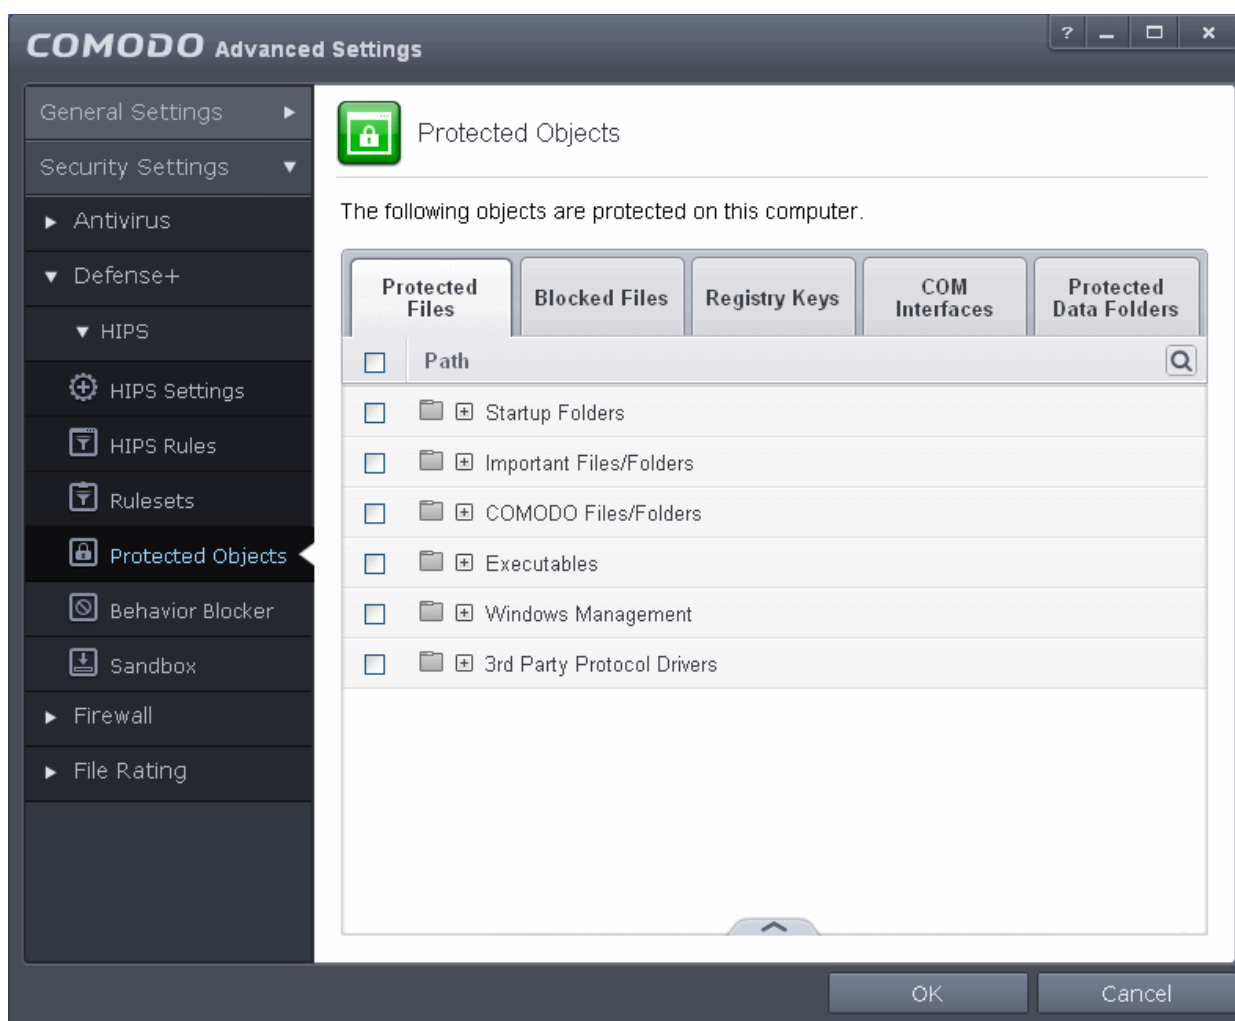 COMODO Advanced Settings
?
General Settings
Security Settings
Antivirus
Defense+
HIPS
HIPS Settings
HIPS Rules
Rulesets
Protected Objects
Behavior Blocker
Sandbox
Firewall
File Rating
Protected Objects
The following objects are protected on this computer.
Protected
Files
Blocked Files
Registry Keys
COM
Interfaces
Protected
Data Folders
Path
Startup Folders
Important Files/Folders
COMODO Files/Folders
Executables
Windows Management
3rd Party Protocol Drivers
OK
Cancel